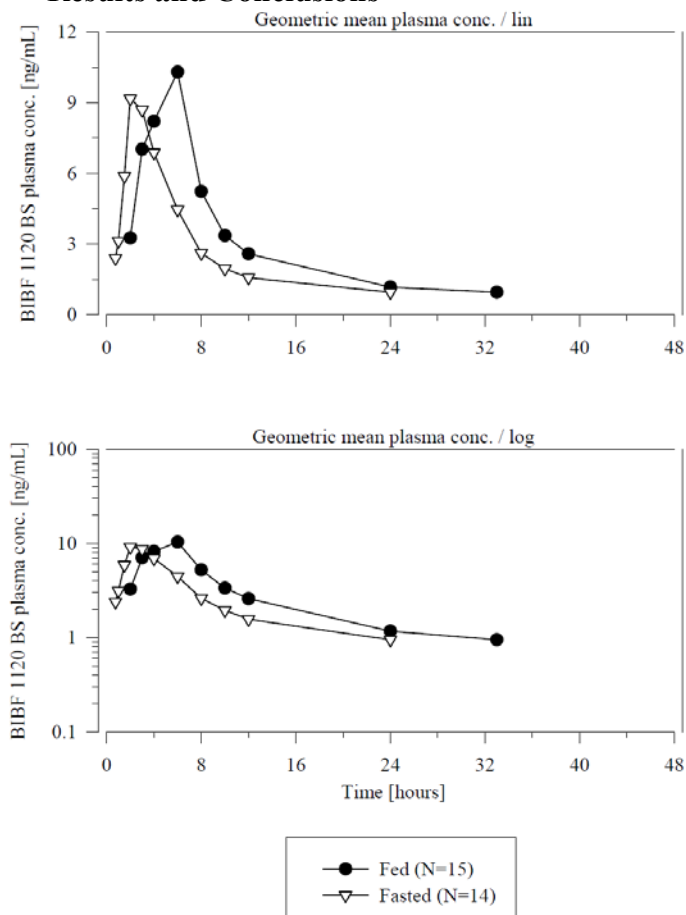 Results and Conclusions
Geometric mean plasma conc. / lin
BIBF 1120 BS plasma conc. [ng/mL]
12
9
6
3
0
0 8 16 24 32 40 48
Geometric mean plasma conc. / log
BIBF 1120 BS plasma conc. [ng/mL]
100
10
1
0.1
0 8 16 24 32 40 48
Time [hours]
Fed (N=15)
Fasted (N=14)